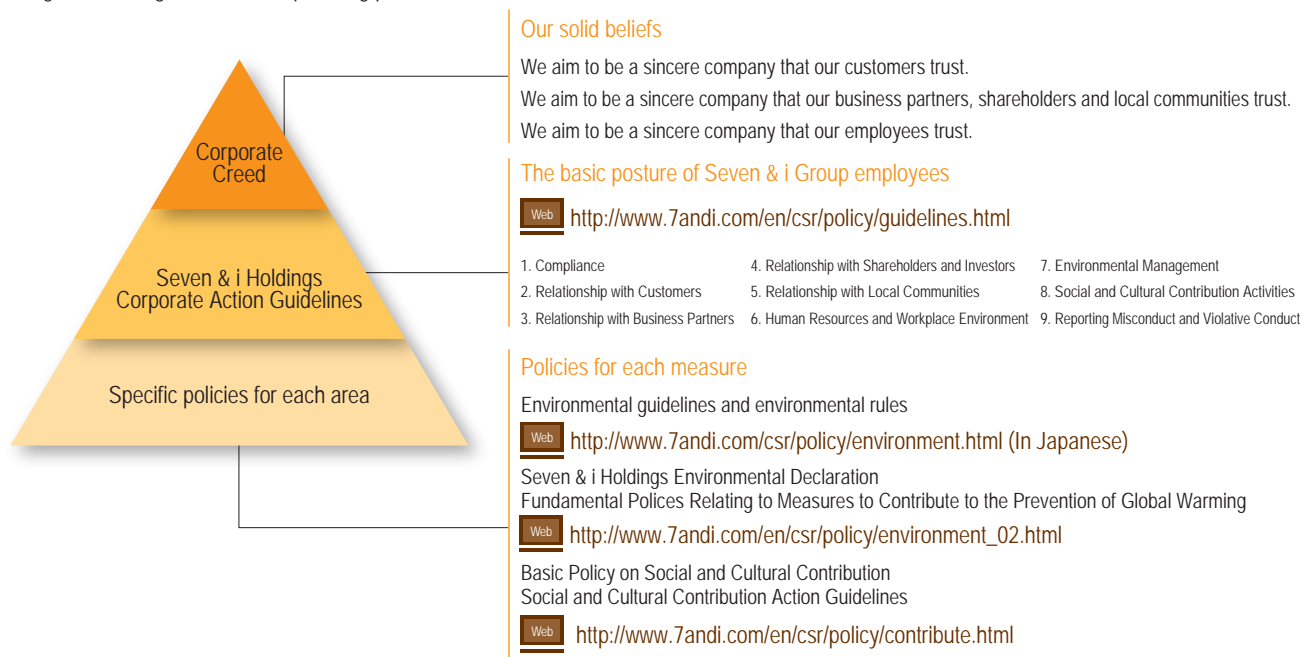 Our solid beliefs
We aim to be a sincere company that our customers trust.
We aim to be a sincere company that our business partners, shareholders and local communities trust.
We aim to be a sincere company that our employees trust.
Corporate
Creed
The basic posture of Seven & i Group employees
Web http://www.7andi.com/en/csr/policy/guidelines.html
1. Compliance
2. Relationship with Customers
3. Relationship with Business Partners
4. Relationship with Shareholders and Investors
5. Relationship with Local Communities
6. Human Resources and Workplace Environment
7. Environmental Management
8. Social and Cultural Contribution Activities
9. Reporting Misconduct and Violative Conduct
Seven & i Holdings
Corporate Action Guidelines
Policies for each measure
Environmental guidelines and environmental rules
Web http://www.7andi.com/csr/policy/environment.html (In Japanese)
Seven & i Holdings Environmental Declaration
Fundamental Polices Relating to Measures to Contribute to the Prevention of Global Warming
Web http://www.7andi.com/en/csr/policy/environment_02.html
Basic Policy on Social and Cultural Contribution
Social and Cultural Contribution Action Guidelines
Web http://www.7andi.com/en/csr/policy/contribute.html
Specific policies for each area